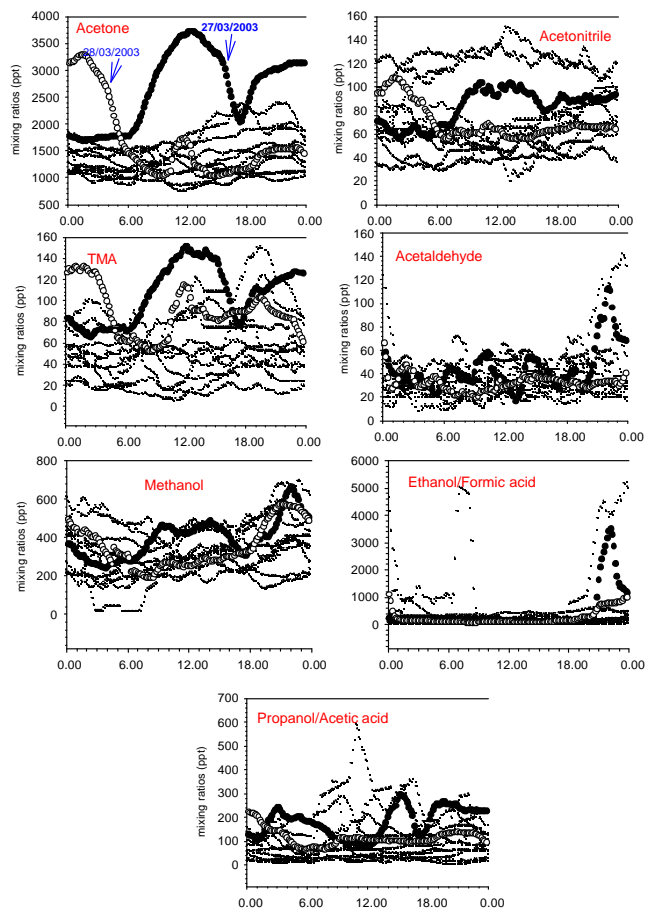 Acetone
27/03/2003
28/03/2003
mixing ratios (ppt)
4000
3500
3000
2500
2000
1500
1000
500
0.00 6.00 12.00 18.00 0.00
Acetonitrile
mixing ratios (ppt)
160
140
120
100
80
60
40
20
0
0.00 6.00 12.00 18.00 0.00
TMA
mixing ratios (ppt)
160
140
120
100
80
60
40
20
0
0.00 6.00 12.00 18.00 0.00
Acetaldehyde
mixing ratios (ppt)
160
140
120
100
80
60
40
20
0
0.00 6.00 12.00 18.00 0.00
Methanol
mixing ratios (ppt)
800
600
400
200
0
0.00 6.00 12.00 18.00 0.00
Ethanol/Formic acid
mixing ratios (ppt)
6000
5000
4000
3000
2000
1000
0
0.00 6.00 12.00 18.00 0.00
Propanol/Acetic acid
mixing ratios (ppt)
700
600
500
400
300
200
100
0
0.00 6.00 12.00 18.00 0.00